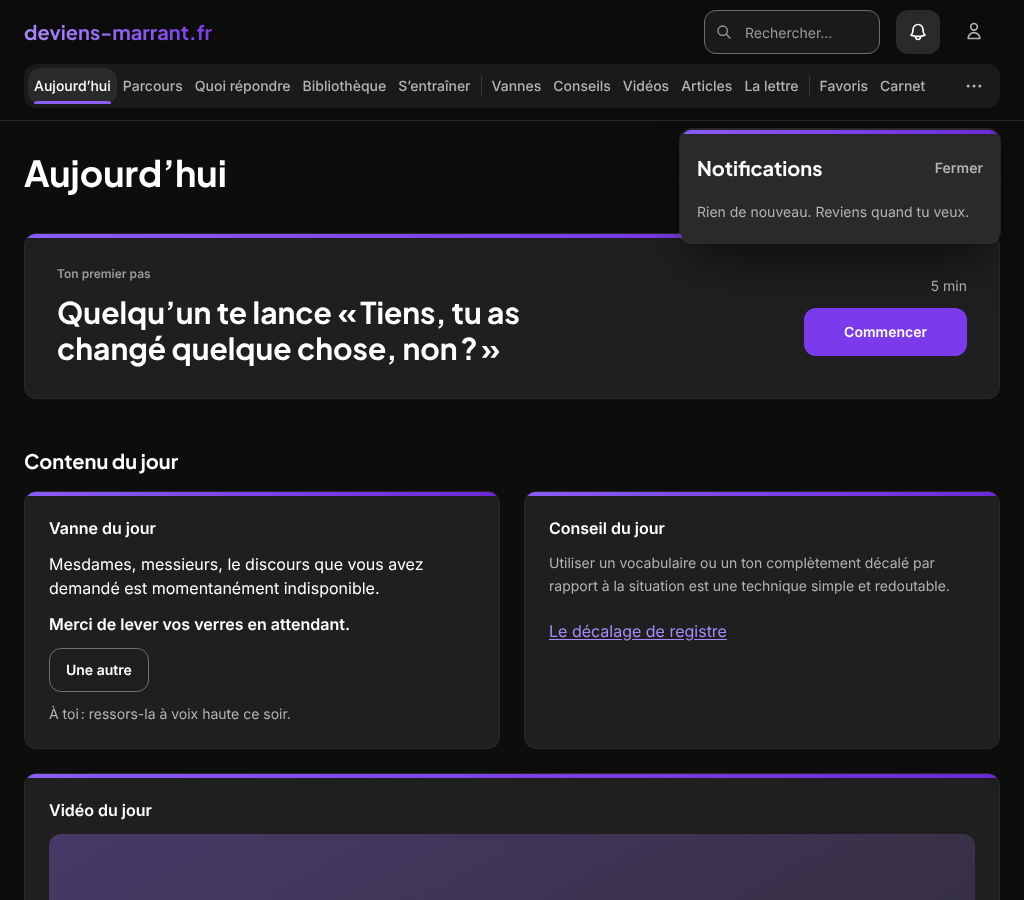 deviens-marrant.fr
Rechercher...
Aujourd’hui Parcours Quoi répondre Bibliothèque S’entraîner Vannes Conseils Vidéos Articles La lettre Favoris Carnet
Aujourd’hui
Notifications
Fermer
Rien de nouveau. Reviens quand tu veux.
Ton premier pas
Quelqu’un te lance « Tiens, tu as
changé quelque chose, non ? »
5 min
Commencer
Contenu du jour
Vanne du jour
Mesdames, messieurs, le discours que vous avez
demandé est momentanément indisponible.
Merci de lever vos verres en attendant.
Une autre
À toi : ressors-la à voix haute ce soir.
Conseil du jour
Utiliser un vocabulaire ou un ton complètement décalé par
rapport à la situation est une technique simple et redoutable.
Le décalage de registre
Vidéo du jour